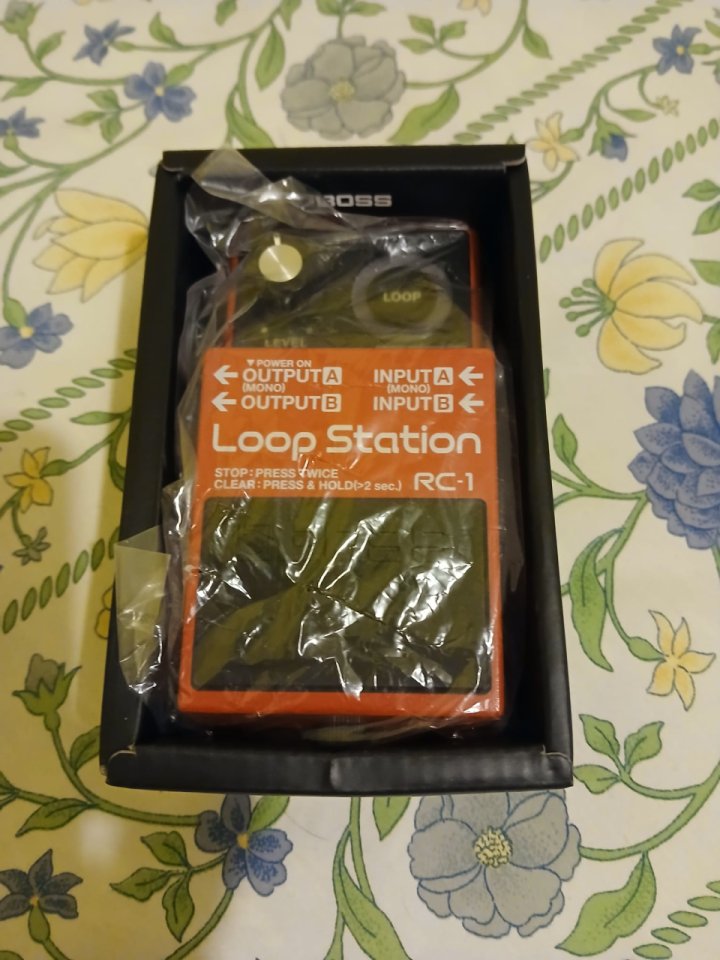 BOSS
LOOP
LEVEL
▼POWER ON
← OUTPUT A INPUT A ←
(MONO) (MONO)
← OUTPUT B INPUT B ←
Loop Station
STOP : PRESS TWICE
CLEAR : PRESS & HOLD(>2 sec.) RC-1
BOSS